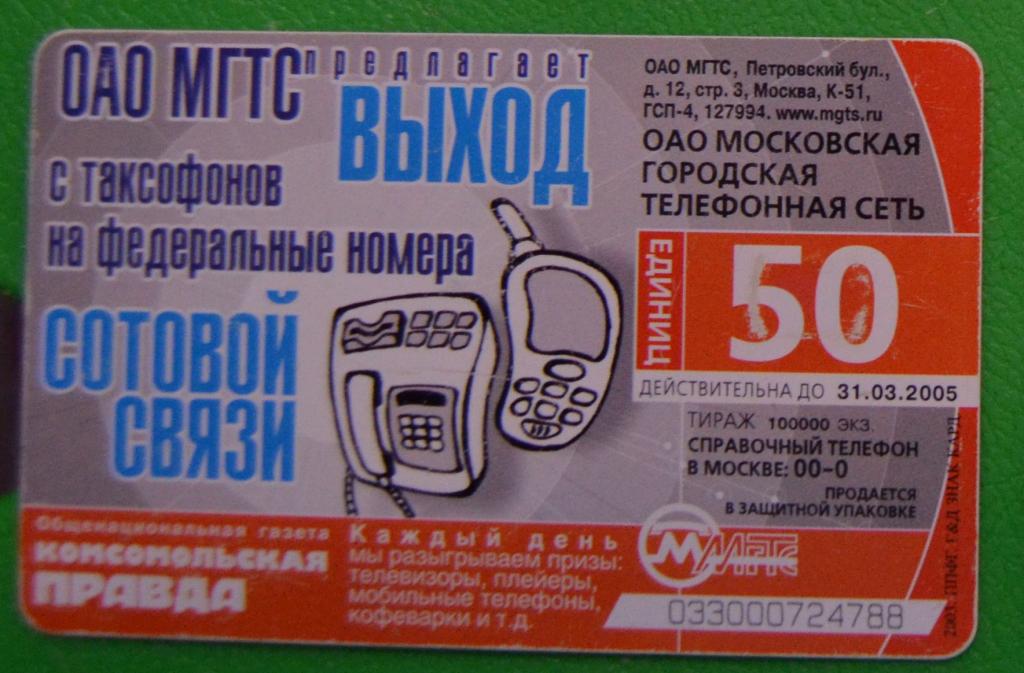 ОАО МГТС предлагает
ВЫХОД
с таксофонов
на федеральные номера
СОТОВОЙ
СВЯЗИ
ОАО МГТС, Петровский бул.,
д. 12, стр. 3, Москва, К-51,
ГСП-4, 127994. www.mgts.ru
ОАО МОСКОВСКАЯ
ГОРОДСКАЯ
ТЕЛЕФОННАЯ СЕТЬ
ЕДИНИЦ
50
ДЕЙСТВИТЕЛЬНА ДО 31.03.2005
ТИРАЖ 100000 ЭКЗ.
СПРАВОЧНЫЙ ТЕЛЕФОН
В МОСКВЕ: 00-0
ПРОДАЕТСЯ
В ЗАЩИТНОЙ УПАКОВКЕ
Общенациональная газета
КОМСОМОЛЬСКАЯ
ПРАВДА
Каждый день
мы разыгрываем призы:
телевизоры, плейеры,
мобильные телефоны,
кофеварки и т.д.
М МГТС
033000724788
2003. ЗНАК КАРД